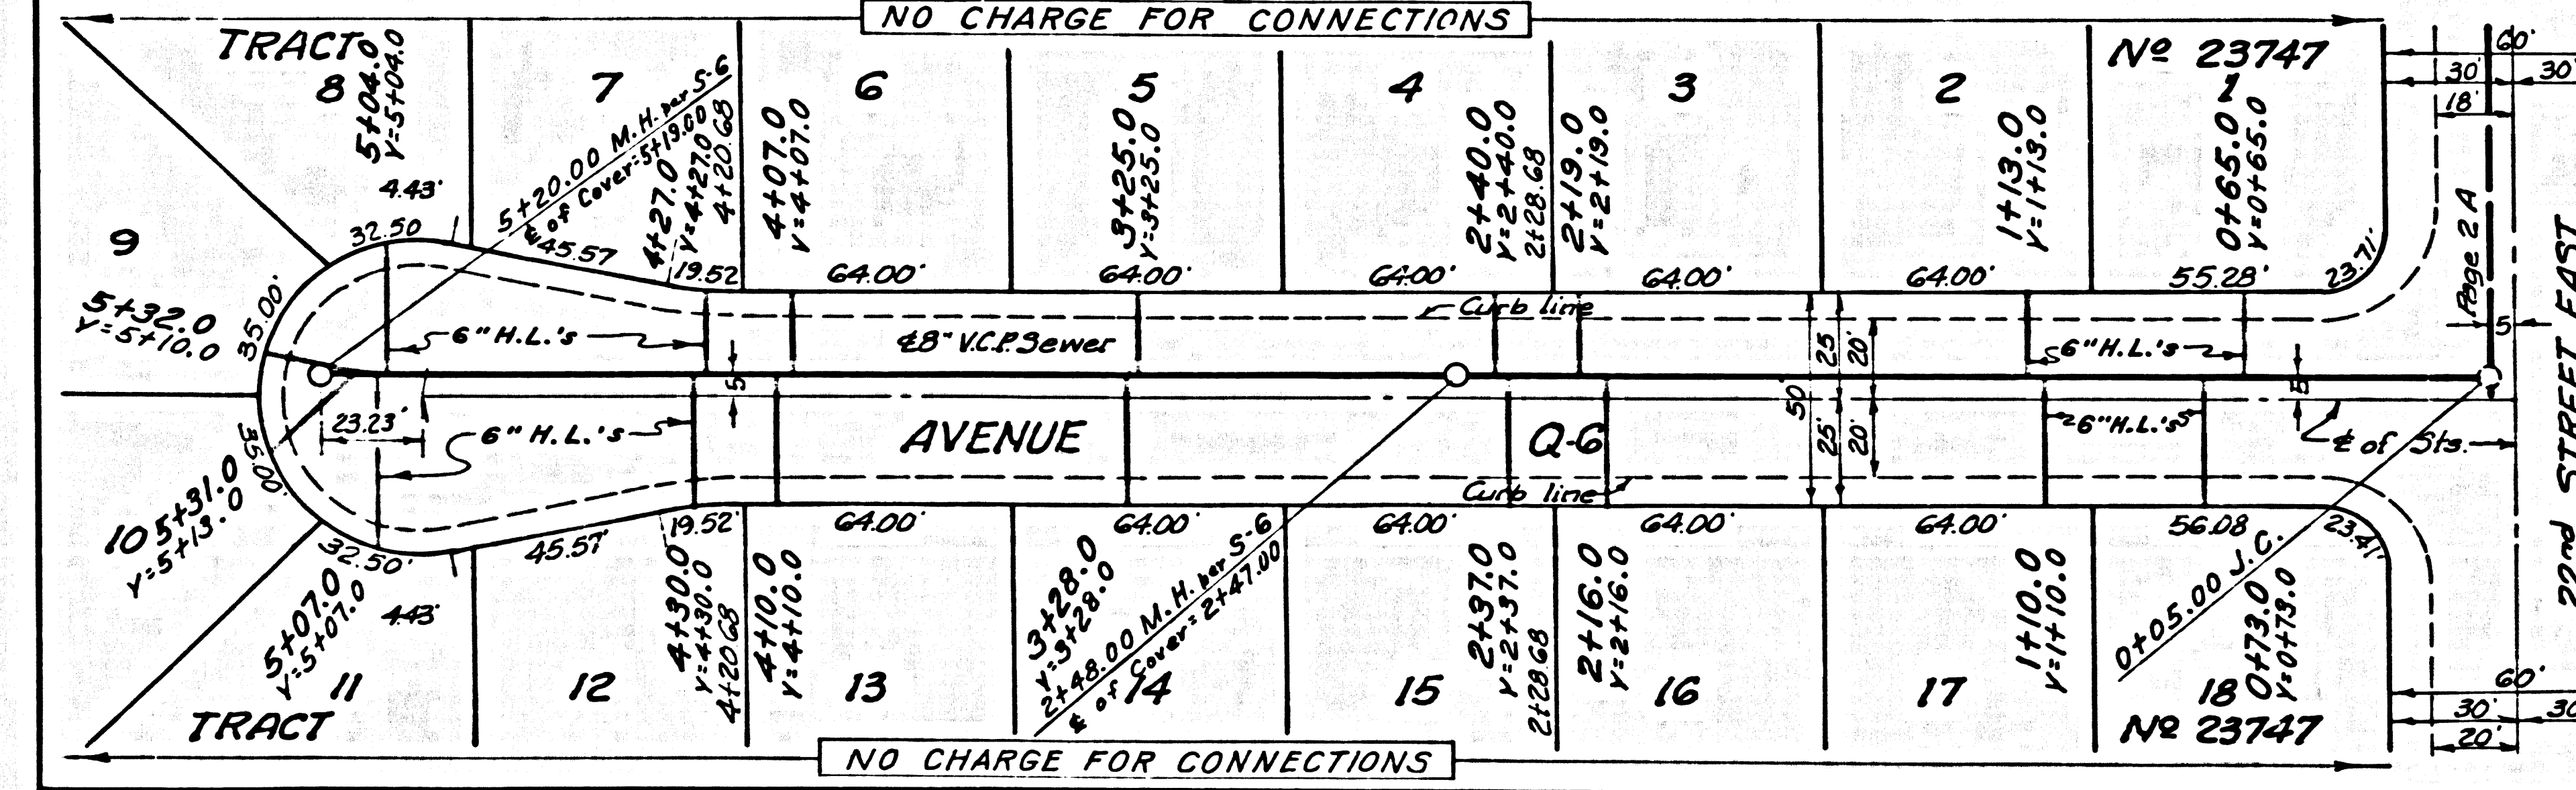 NO CHARGE FOR CONNECTIONS
TRACT
8
5+04.0
Y=5+04.0
4.43'
32.50
7
5+20.00 M.H. per S-6
℄ of Cover=5+19.00
45.57
4+27.0
Y=4+27.0
4+20.68
19.52
4+07.0
Y=4+07.0
6
64.00'
5
3+25.0
Y=3+25.0
64.00'
4
64.00'
2+40.0
Y=2+40.0
2+28.68
2+19.0
Y=2+19.0
3
64.00'
2
64.00'
1+13.0
Y=1+13.0
Nº 23747
1
0+65.0
Y=0+65.0
55.28'
23.71'
60'
30'
30'
18'
Page 2A
5
22nd STREET EAST
9
5+32.0
Y=5+10.0
35.00'
6" H.L.'s
℄ 8" V.C.P. Sewer
Curb line
50
25
20'
25'
20'
6" H.L.'s
5
5
23.23'
6" H.L.'s
AVENUE
Q-6
6" H.L.'s
℄ of Sts.
Curb line
35.00'
10
5+31.0
Y=5+13.0
32.50'
5+07.0
Y=5+07.0
4.43'
11
TRACT
45.57'
12
19.52'
4+30.0
Y=4+30.0
4+20.68
4+10.0
Y=4+10.0
64.00'
13
3+28.0
Y=3+28.0
64.00'
14
2+48.00 M.H. per S-6
℄ of Cover=2+47.00
64.00'
15
2+37.0
Y=2+37.0
2+28.68
2+16.0
Y=2+16.0
64.00'
16
64.00'
17
1+10.0
Y=1+10.0
56.08
23.41'
0+05.00 J.C.
18
0+73.0
Y=0+73.0
Nº 23747
60'
30'
30'
20'
NO CHARGE FOR CONNECTIONS